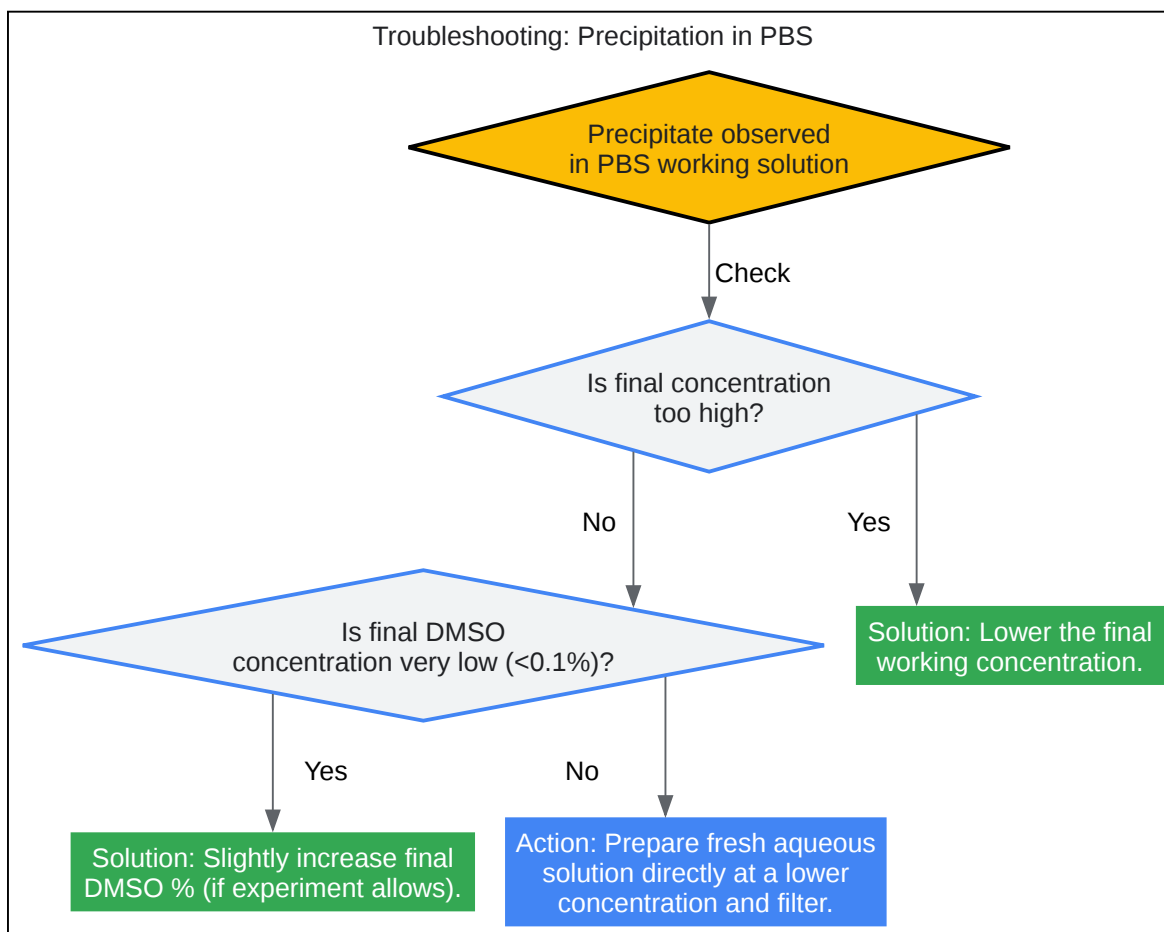 Troubleshooting: Precipitation in PBS
Precipitate observed
in PBS working solution
Check
Is final concentration
too high?
No
Yes
Is final DMSO
concentration very low (<0.1%)?
Solution: Lower the final
working concentration.
Yes
No
Solution: Slightly increase final
DMSO % (if experiment allows).
Action: Prepare fresh aqueous
solution directly at a lower
concentration and filter.